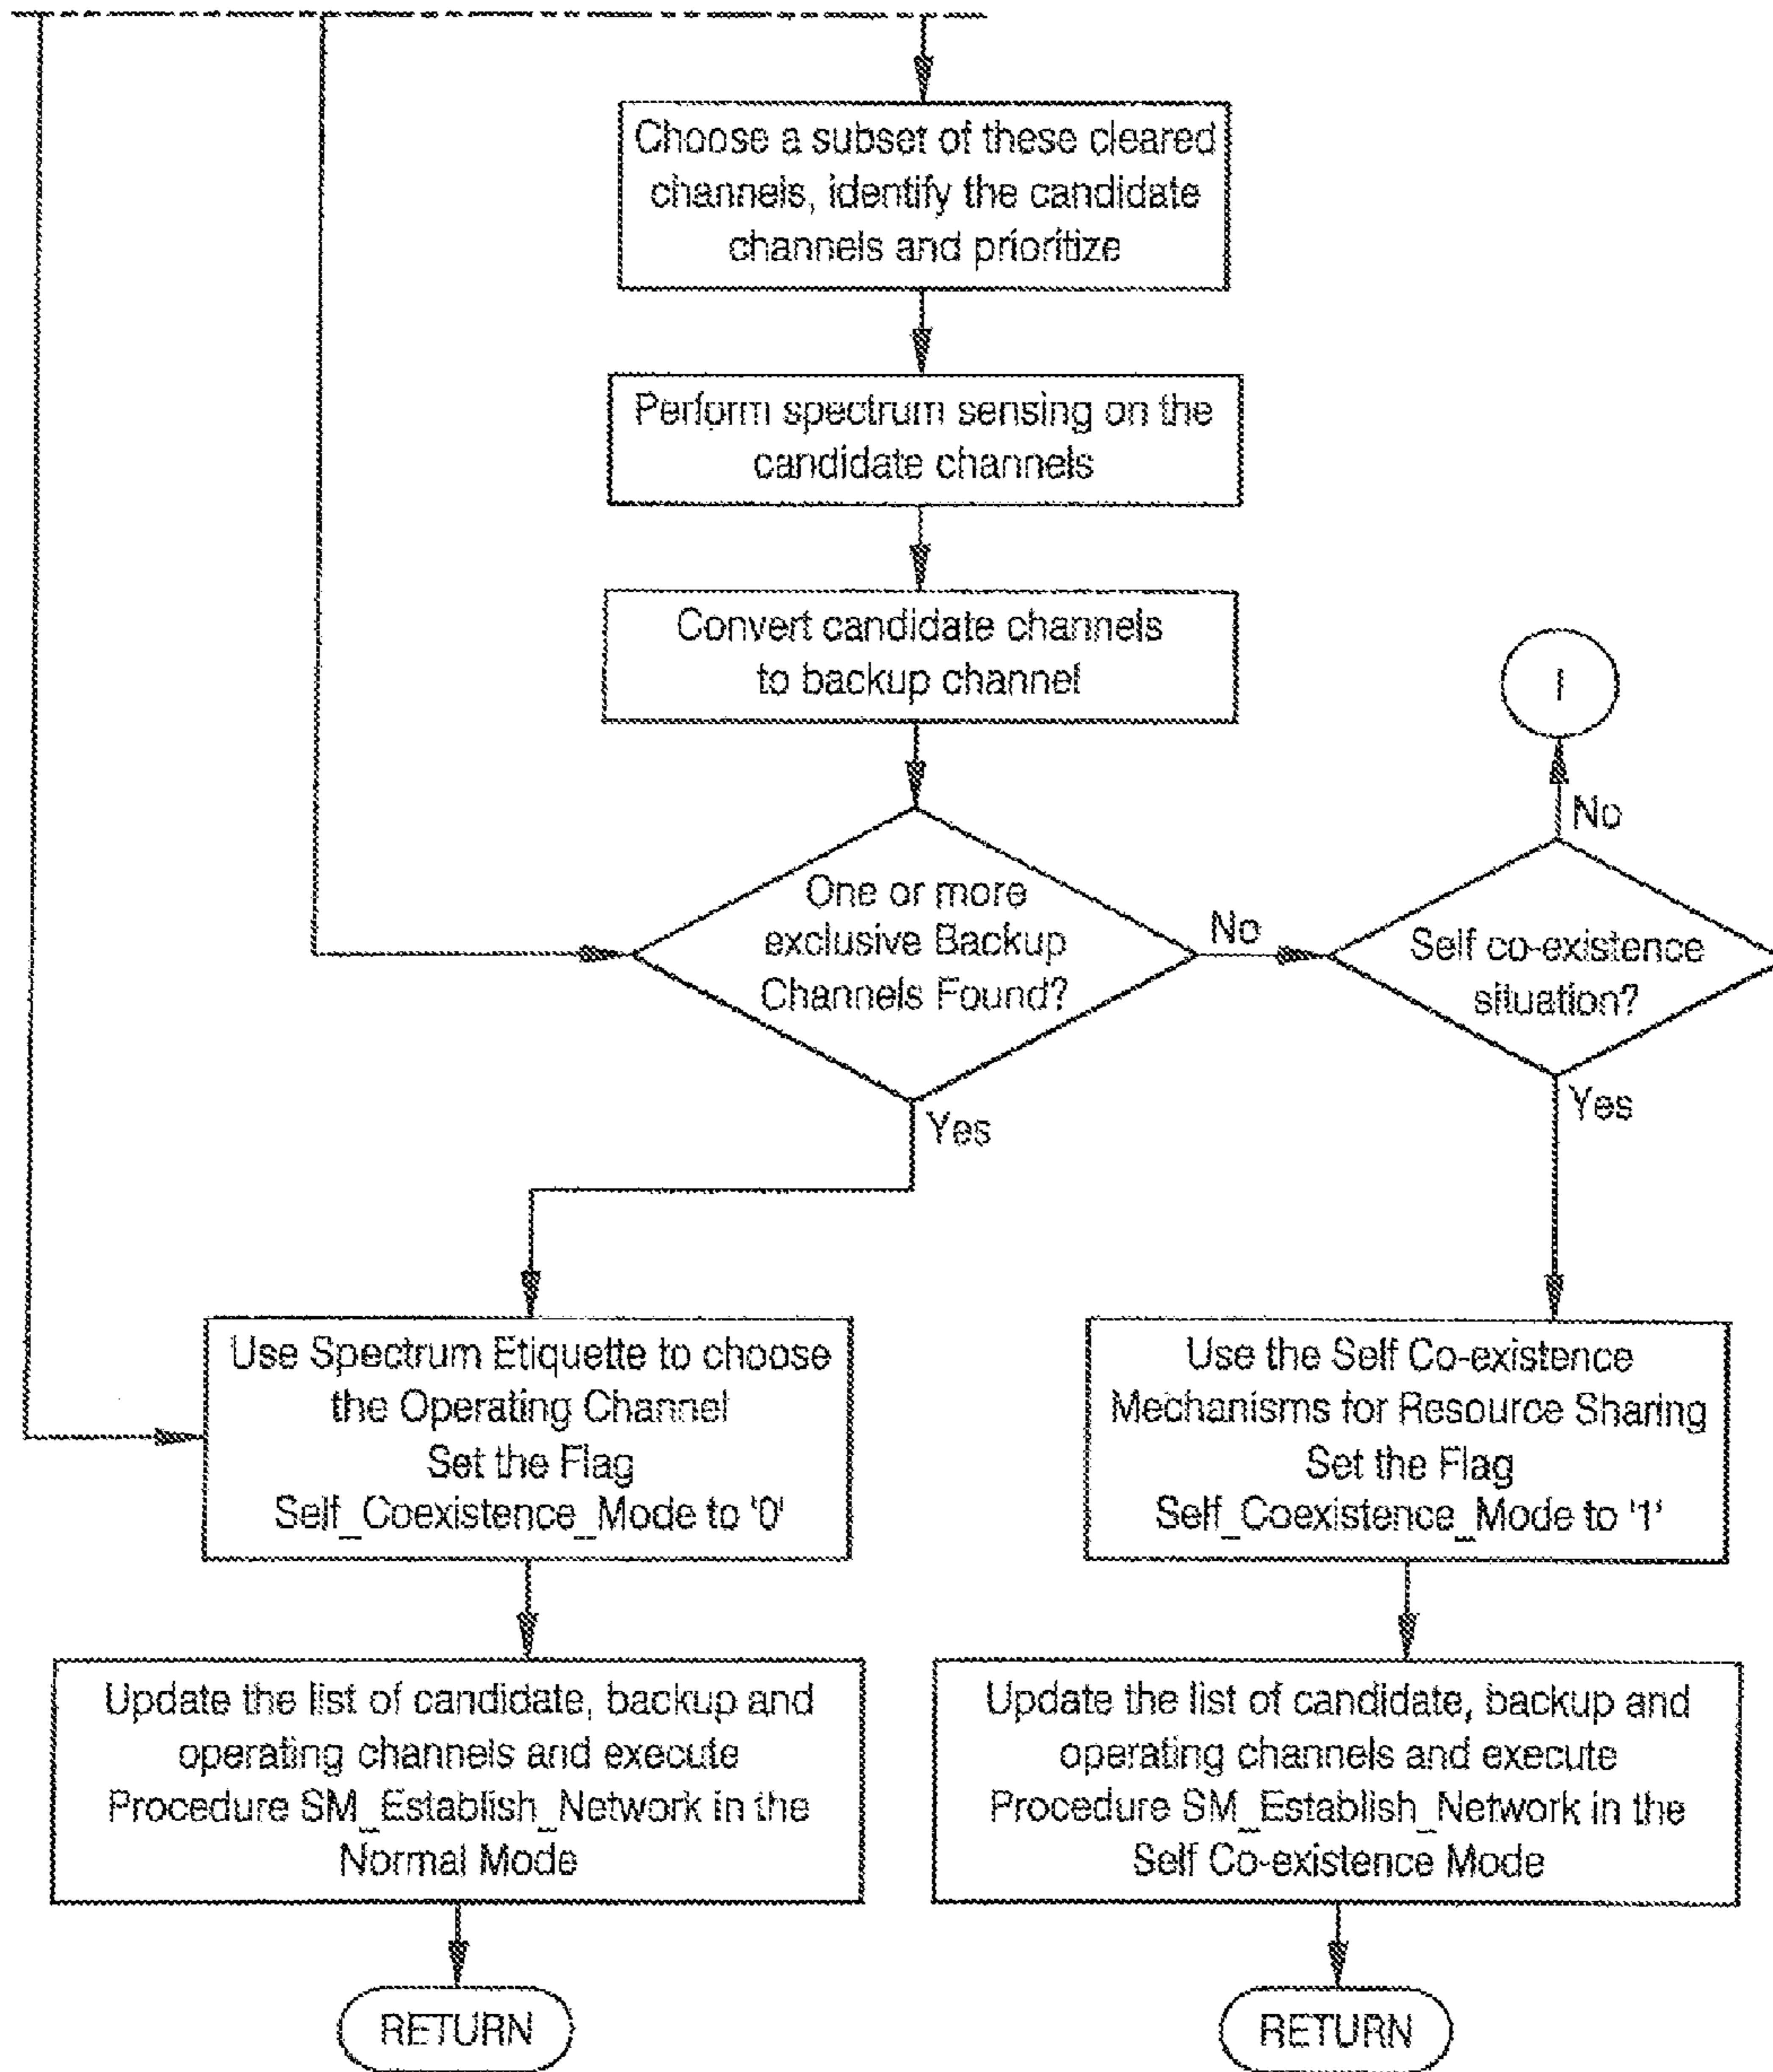 Choose a subset of these cleared
channels, identify the candidate
channels and prioritize
Perform spectrum sensing on the
candidate channels
Convert candidate channels
to backup channel
I
No
One or more
exclusive Backup
Channels Found?
No
Self co-existence
situation?
Yes
Yes
Use Spectrum Etiquette to choose
the Operating Channel
Set the Flag
Self_Coexistence_Mode to '0'
Use the Self Co-existence
Mechanisms for Resource Sharing
Set the Flag
Self_Coexistence_Mode to '1'
Update the list of candidate, backup and
operating channels and execute
Procedure SM_Establish_Network in the
Normal Mode
Update the list of candidate, backup and
operating channels and execute
Procedure SM_Establish_Network in the
Self Co-existence Mode
RETURN
RETURN